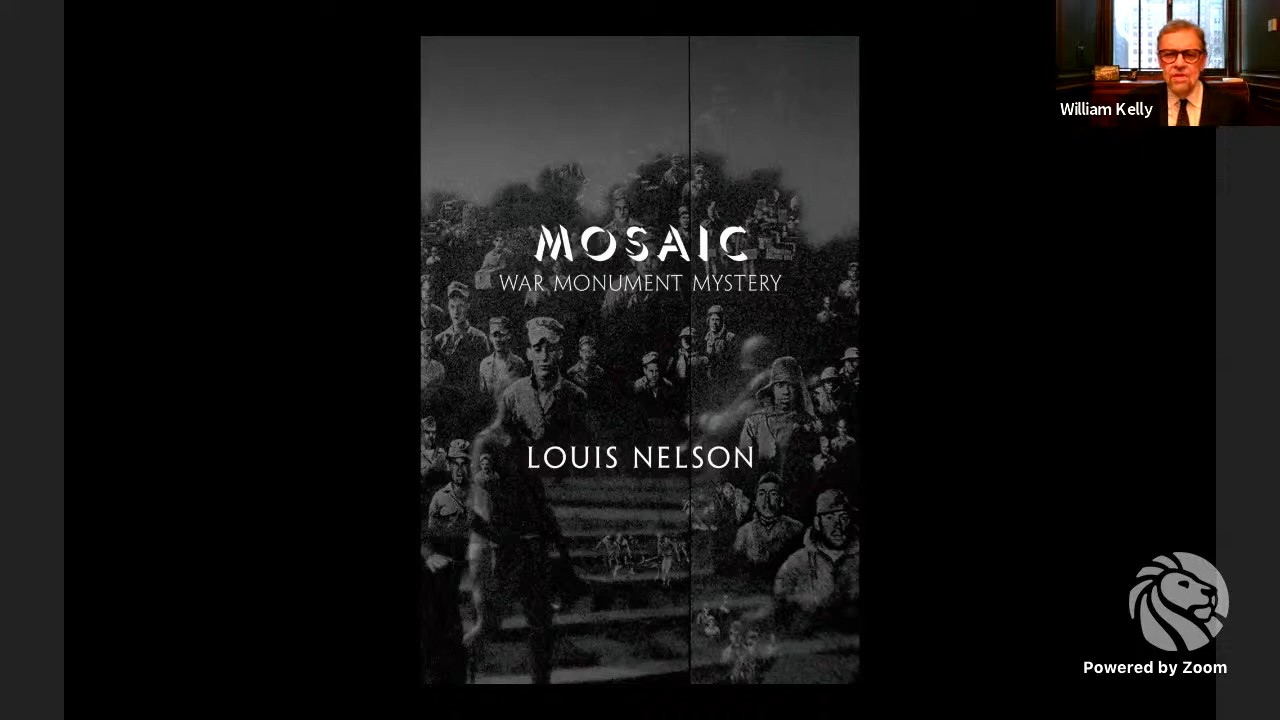 William Kelly
MOSAIC
WAR MONUMENT MYSTERY
LOUIS NELSON
Powered by Zoom